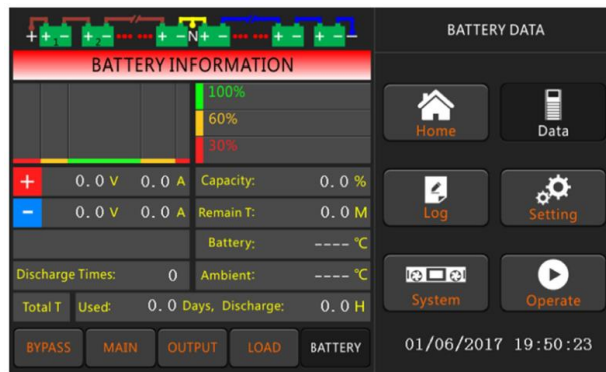 + + - + - + - N + - + - + - -
BATTERY DATA
BATTERY INFORMATION
100%
60%
30%
+ 0.0 V 0.0 A Capacity: 0.0 %
- 0.0 V 0.0 A Remain T: 0.0 M
Battery: ---- ℃
Discharge Times: 0 Ambient: ---- ℃
Total T Used: 0.0 Days, Discharge: 0.0 H
BYPASS MAIN OUTPUT LOAD BATTERY
Home Data
Log Setting
System Operate
01/06/2017 19:50:23